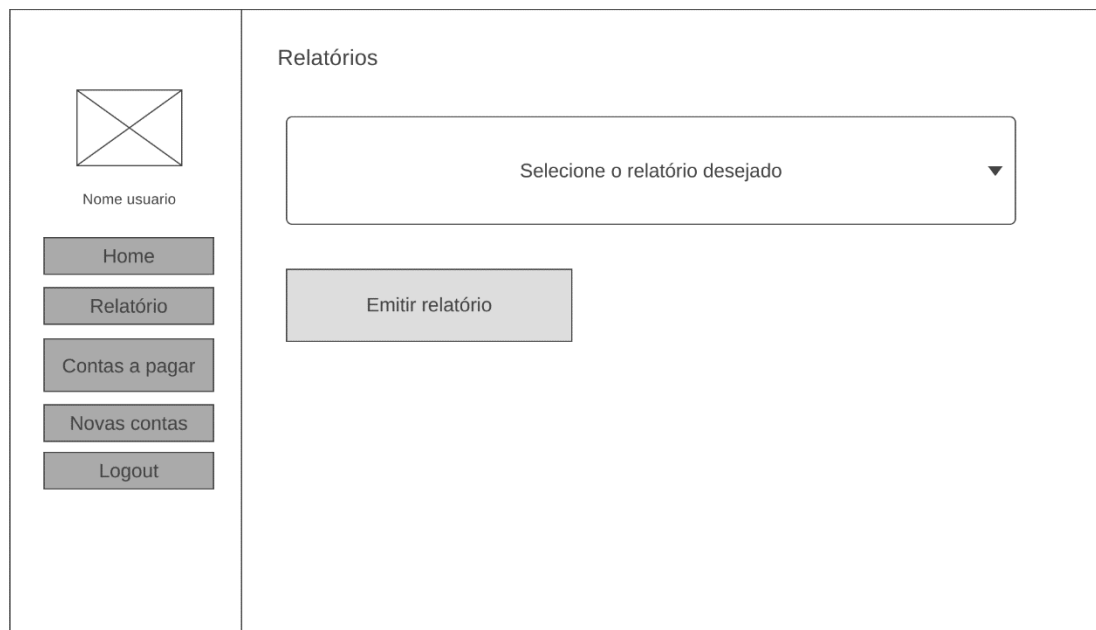 Relatórios
Nome usuario
Home
Relatório
Contas a pagar
Novas contas
Logout
Selecione o relatório desejado
Emitir relatório